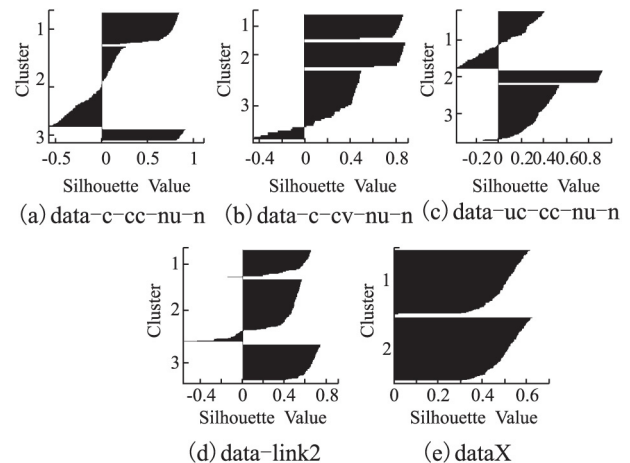 1
2
3
Cluster
-0.6 0 0.5 1
Silhouette Value
(a) data-c-cc-nu-n
1
2
3
Cluster
-0.4 0 0.4 0.8
Silhouette Value
(b) data-c-cv-nu-n
1
2
3
Cluster
-0.20 0.20.40.60.8
Silhouette Value
(c) data-uc-cc-nu-n
1
2
3
Cluster
-0.4 0 0.4 0.8
Silhouette Value
(d) data-link2
1
2
Cluster
0 0.2 0.4 0.6
Silhouette Value
(e) dataX